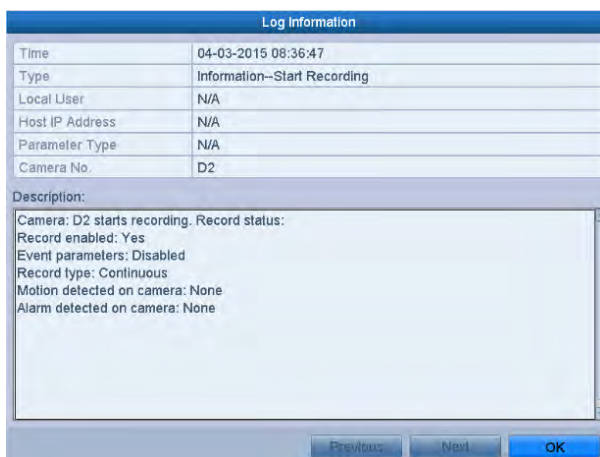 Log Information
Time 04-03-2015 08:36:47
Type Information--Start Recording
Local User N/A
Host IP Address N/A
Parameter Type N/A
Camera No. D2
Description:
Camera: D2 starts recording. Record status:
Record enabled: Yes
Event parameters: Disabled
Record type: Continuous
Motion detected on camera: None
Alarm detected on camera: None
Previous Next OK